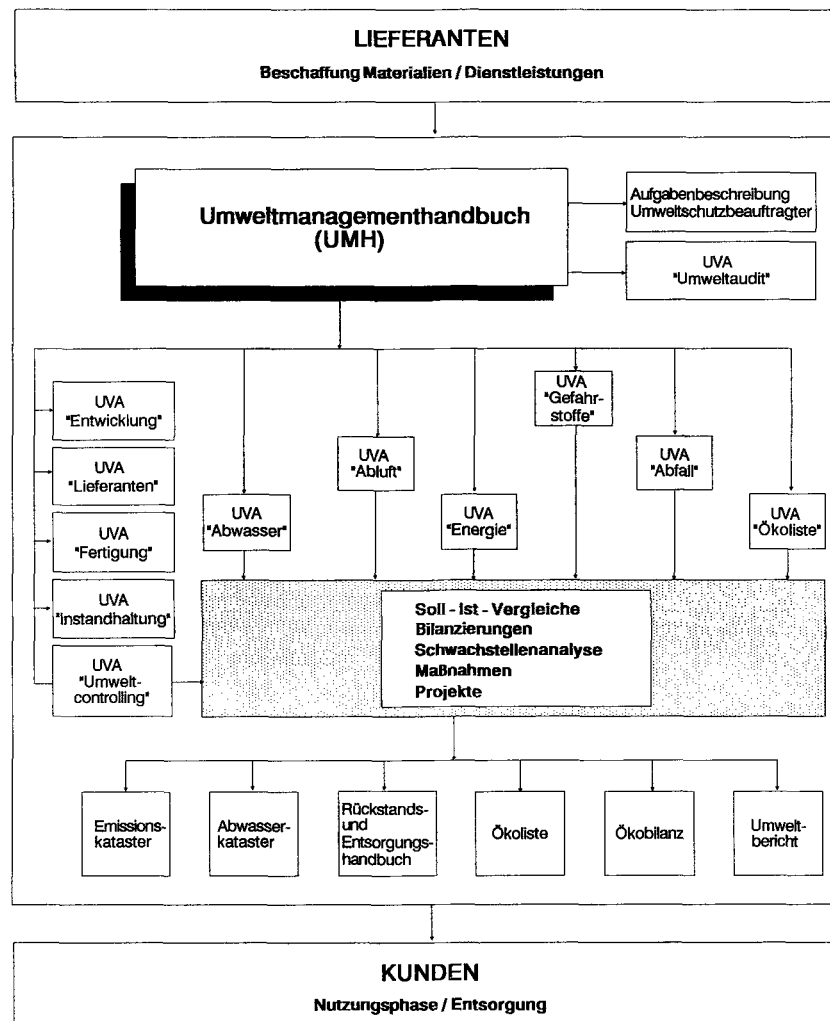 LIEFERANTEN
Beschaffung Materialien / Dienstleistungen
Umweltmanagementhandbuch
(UMH)
Aufgabenbeschreibung
Umweltschutzbeauftragter
UVA
"Umweltaudit"
UVA
"Entwicklung"
UVA
"Lieferanten"
UVA
"Fertigung"
UVA
"Instandhaltung"
UVA
"Umwelt-
controlling"
UVA
"Abwasser"
UVA
"Abluft"
UVA
"Energie"
UVA
"Gefahr-
stoffe"
UVA
"Abfall"
UVA
"Ökoliste"
Soll - Ist - Vergleiche
Bilanzierungen
Schwachstellenanalyse
Maßnahmen
Projekte
Emissions-
kataster
Abwasser-
kataster
Rückstands-
und
Entsorgungs-
handbuch
Ökoliste
Ökobilanz
Umwelt-
bericht
KUNDEN
Nutzungsphase / Entsorgung